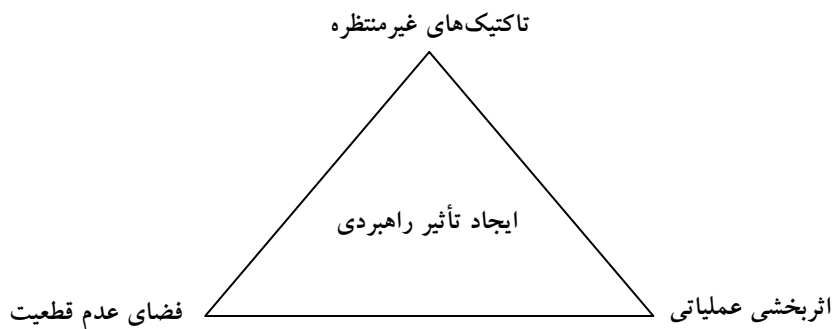 تاکتیک‌های غیرمنتظره
ایجاد تأثیر راهبردی
اثربخشی عملیاتی
فضای عدم قطعیت